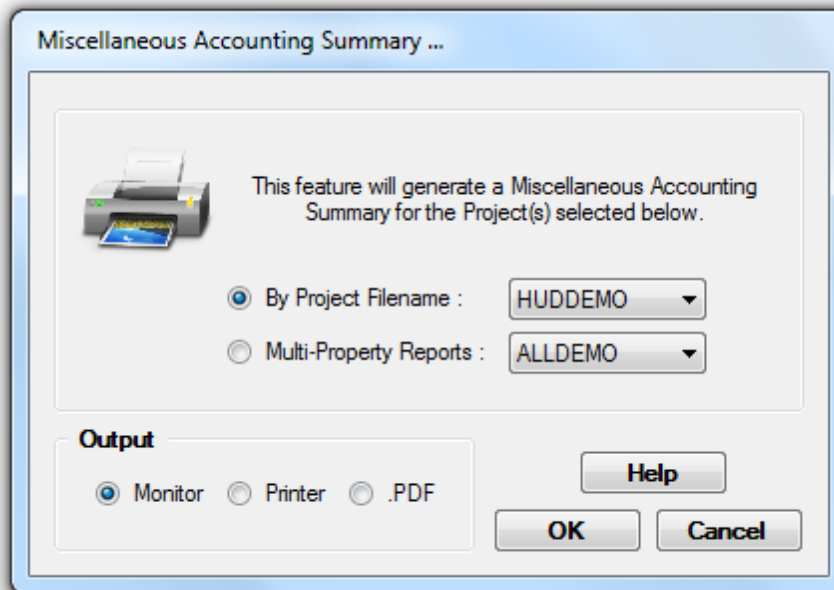 Miscellaneous Accounting Summary ...
This feature will generate a Miscellaneous Accounting
Summary for the Project(s) selected below.
By Project Filename : HUDDEMO
Multi-Property Reports : ALLDEMO
Output
Monitor Printer .PDF
Help
OK Cancel